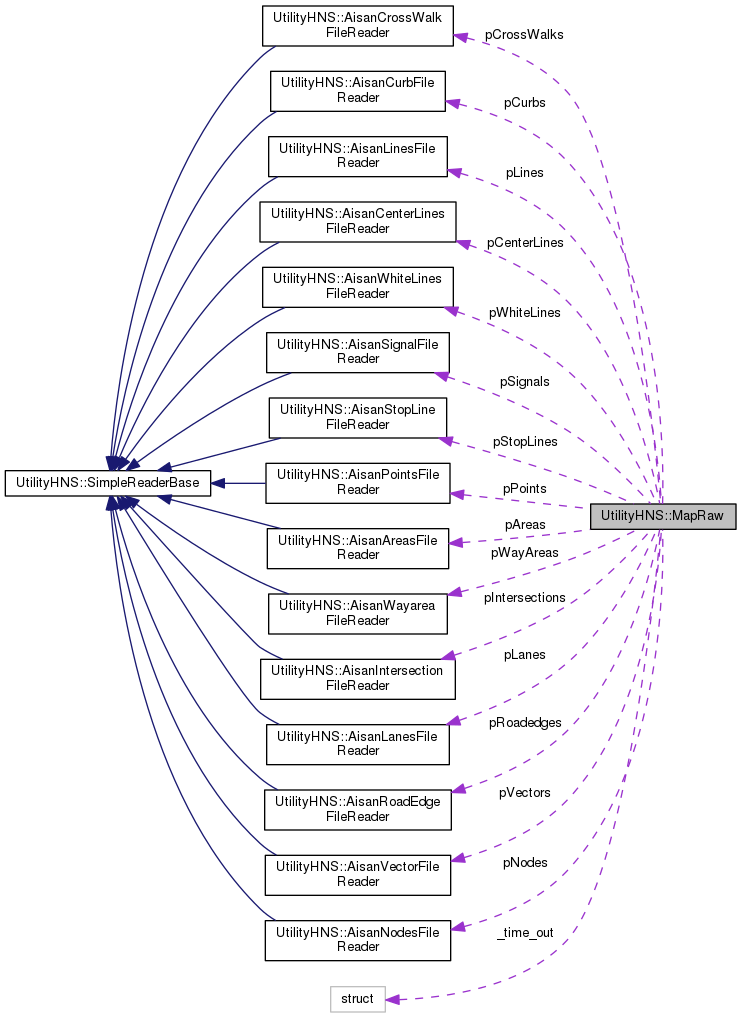 UtilityHNS::AisanCrossWalk
FileReader
pCrossWalks
UtilityHNS::AisanCurbFile
Reader
pCurbs
UtilityHNS::AisanLinesFile
Reader
pLines
UtilityHNS::AisanCenterLines
FileReader
pCenterLines
UtilityHNS::AisanWhiteLines
FileReader
pWhiteLines
UtilityHNS::AisanSignalFile
Reader
pSignals
UtilityHNS::AisanStopLine
FileReader
pStopLines
UtilityHNS::SimpleReaderBase
UtilityHNS::AisanPointsFile
Reader
pPoints
UtilityHNS::MapRaw
UtilityHNS::AisanAreasFile
Reader
pAreas
UtilityHNS::AisanWayarea
FileReader
pWayAreas
UtilityHNS::AisanIntersection
FileReader
pIntersections
UtilityHNS::AisanLanesFile
Reader
pLanes
UtilityHNS::AisanRoadEdge
FileReader
pRoadedges
UtilityHNS::AisanVectorFile
Reader
pVectors
UtilityHNS::AisanNodesFile
Reader
pNodes
_time_out
struct